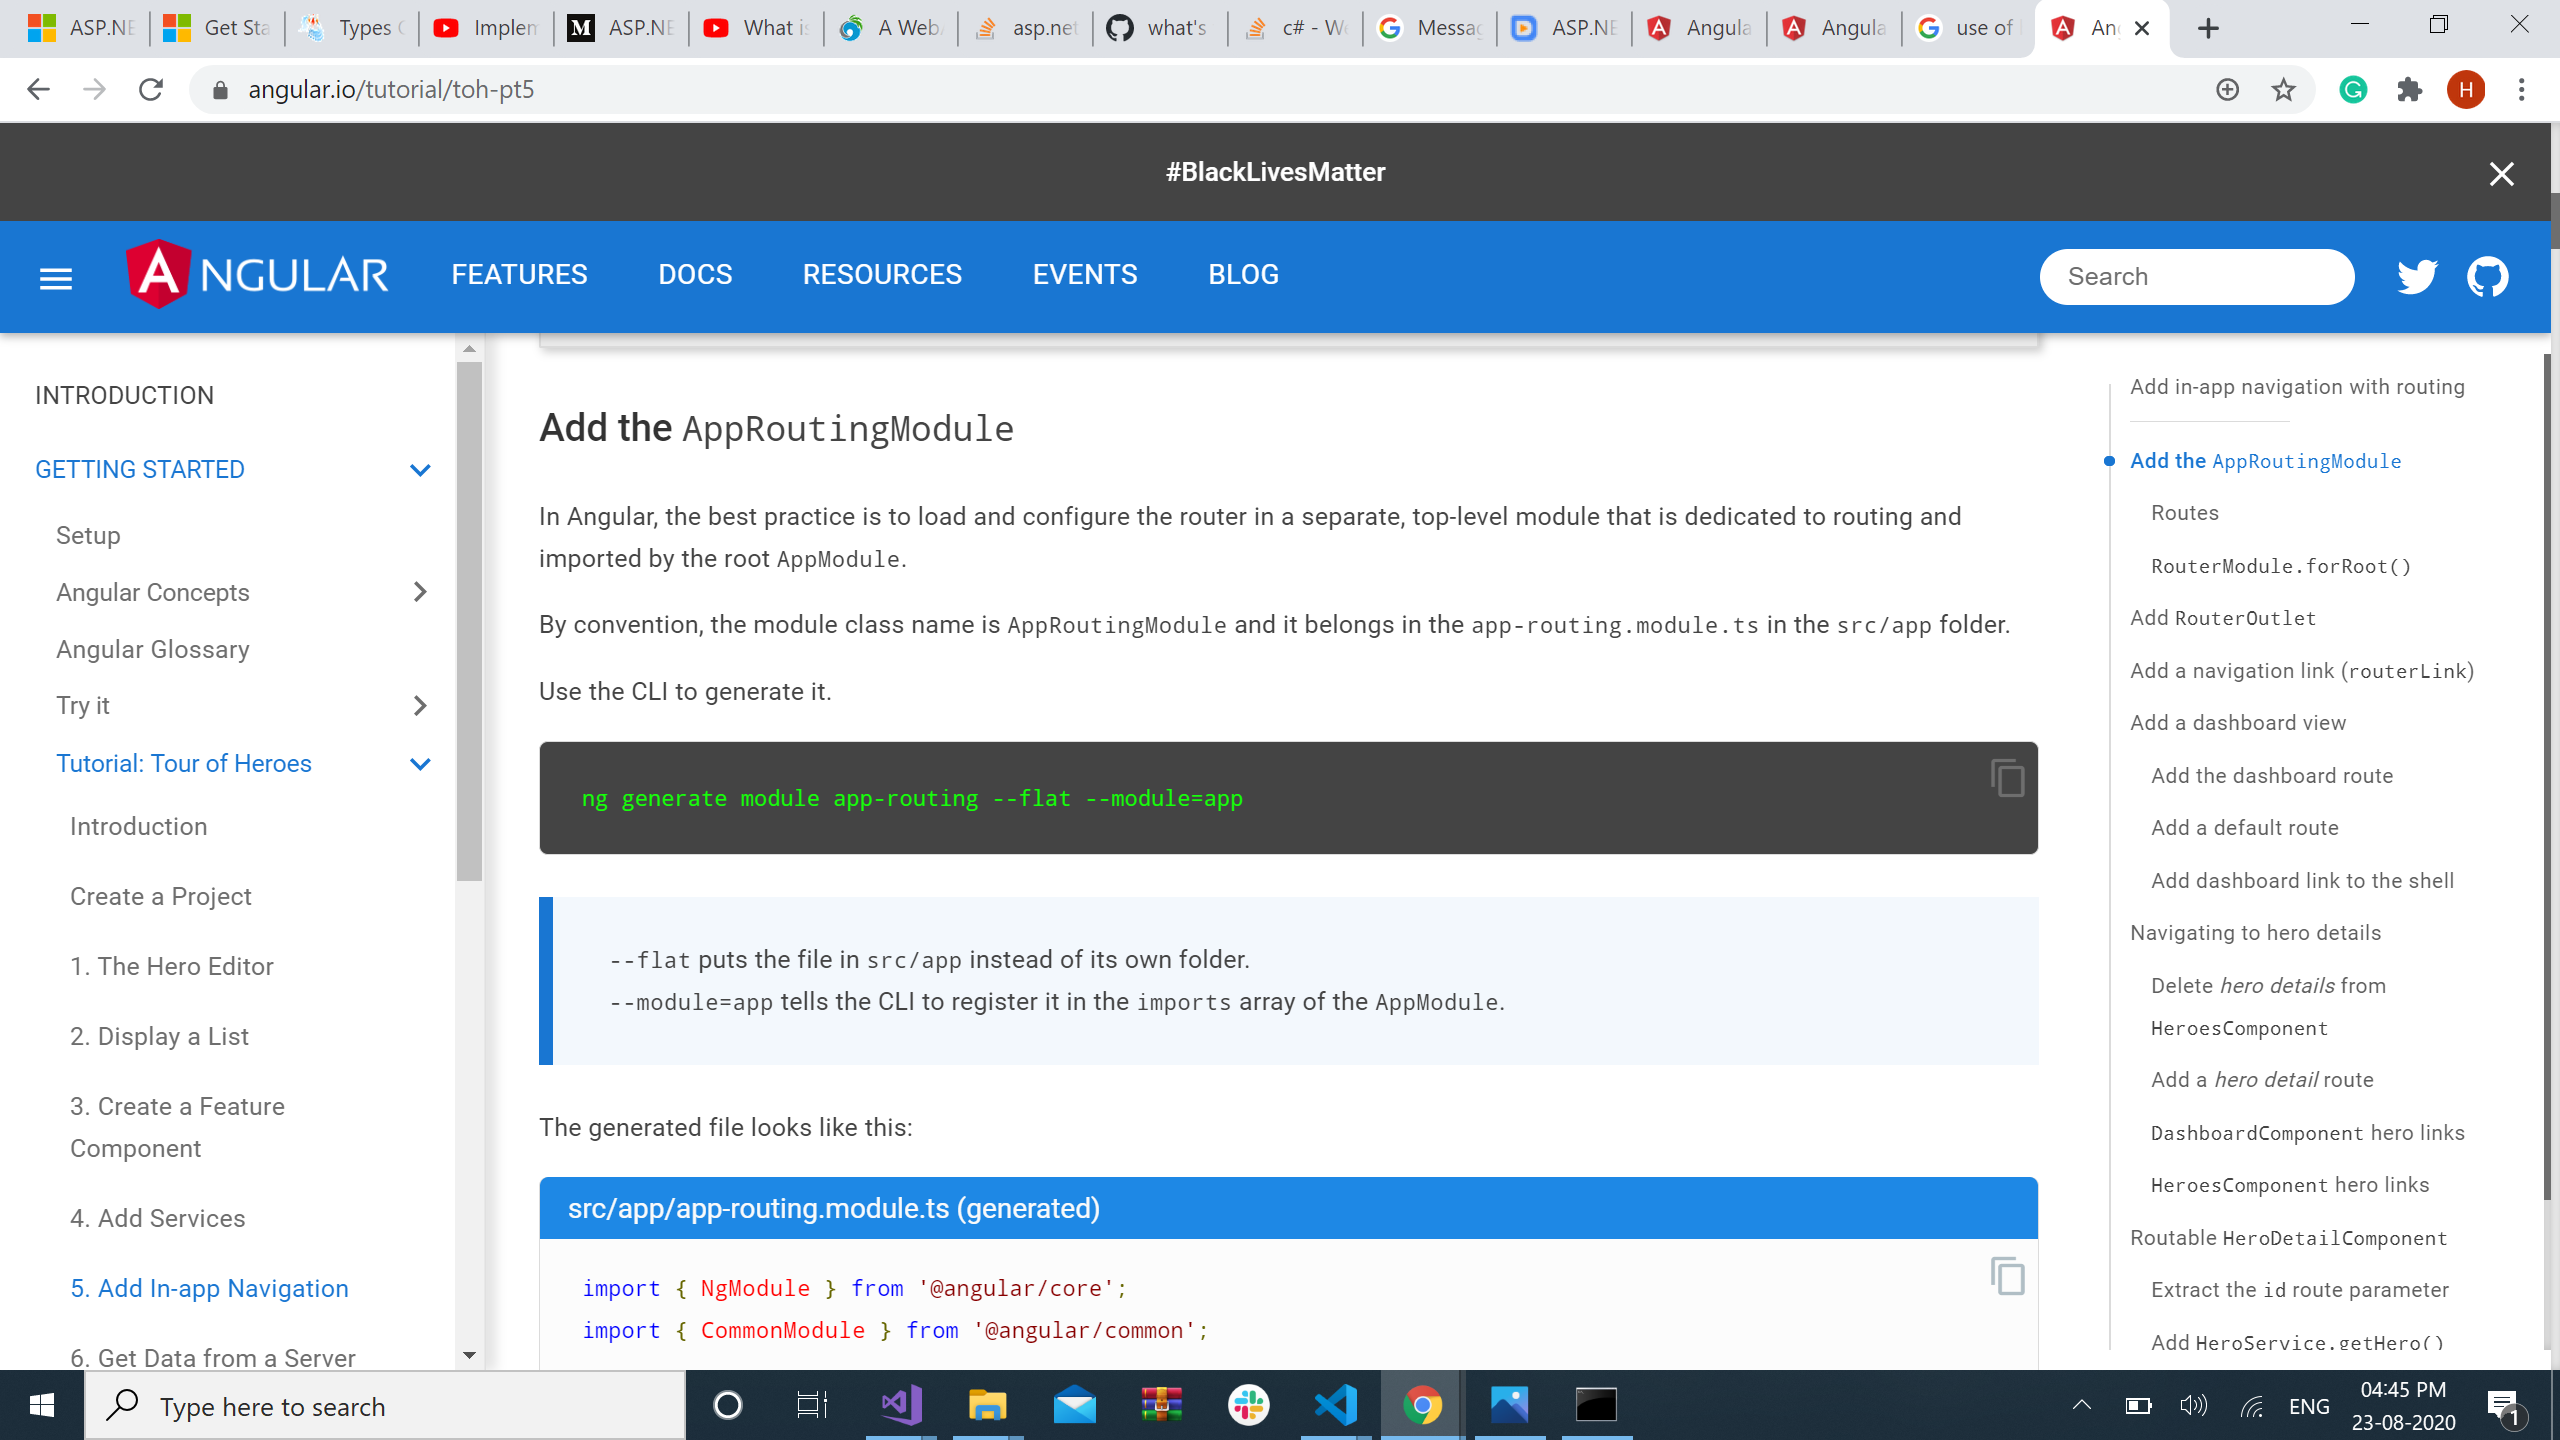 ASP.NE
Get Sta
Types
Implem
ASP.NE
What is
A Web
asp.net
what's
c# - W
Messag
ASP.NE
Angula
Angula
use of
An
angular.io/tutorial/toh-pt5
H
#BlackLivesMatter
ANGULAR
FEATURES
DOCS
RESOURCES
EVENTS
BLOG
Search
INTRODUCTION
GETTING STARTED
Setup
Angular Concepts
Angular Glossary
Try it
Tutorial: Tour of Heroes
Introduction
Create a Project
1. The Hero Editor
2. Display a List
3. Create a Feature
Component
4. Add Services
5. Add In-app Navigation
6. Get Data from a Server
Add the AppRoutingModule
In Angular, the best practice is to load and configure the router in a separate, top-level module that is dedicated to routing and
imported by the root AppModule.
By convention, the module class name is AppRoutingModule and it belongs in the app-routing.module.ts in the src/app folder.
Use the CLI to generate it.
ng generate module app-routing --flat --module=app
--flat puts the file in src/app instead of its own folder.
--module=app tells the CLI to register it in the imports array of the AppModule.
The generated file looks like this:
src/app/app-routing.module.ts (generated)
import { NgModule } from '@angular/core';
import { CommonModule } from '@angular/common';
Add in-app navigation with routing
Add the AppRoutingModule
Routes
RouterModule.forRoot()
Add RouterOutlet
Add a navigation link (routerLink)
Add a dashboard view
Add the dashboard route
Add a default route
Add dashboard link to the shell
Navigating to hero details
Delete hero details from
HeroesComponent
Add a hero detail route
DashboardComponent hero links
HeroesComponent hero links
Routable HeroDetailComponent
Extract the id route parameter
Add HeroService.getHero()
Type here to search
ENG
04:45 PM
23-08-2020
1